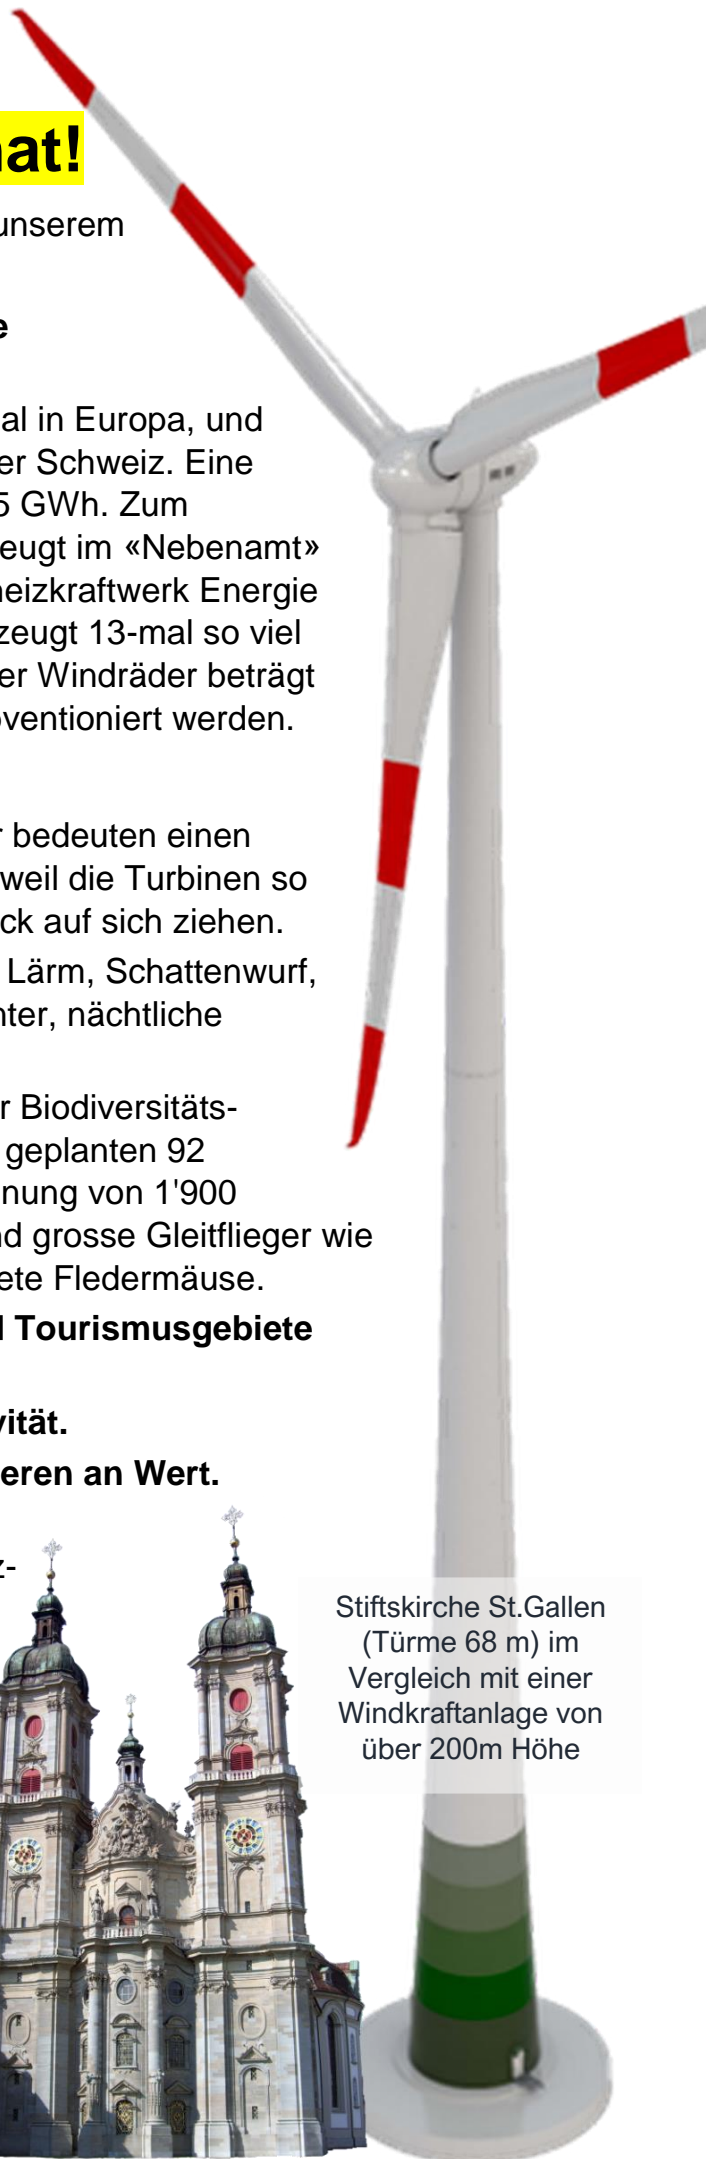 nat!
unserem
e
al in Europa, und
er Schweiz. Eine
5 GWh. Zum
eugt im «Nebenamt»
neizkraftwerk Energie
zeugt 13-mal so viel
er Windräder beträgt
oventioniert werden.
r bedeuten einen
weil die Turbinen so
ck auf sich ziehen.
Lärm, Schattenwurf,
nter, nächtliche
r Biodiversitäts-
geplanten 92
nung von 1'900
nd grosse Gleitflieger wie
ete Fledermäuse.
d Tourismusgebiete
vität.
eren an Wert.
z-
Stiftskirche St.Gallen
(Türme 68 m) im
Vergleich mit einer
Windkraftanlage von
über 200m Höhe